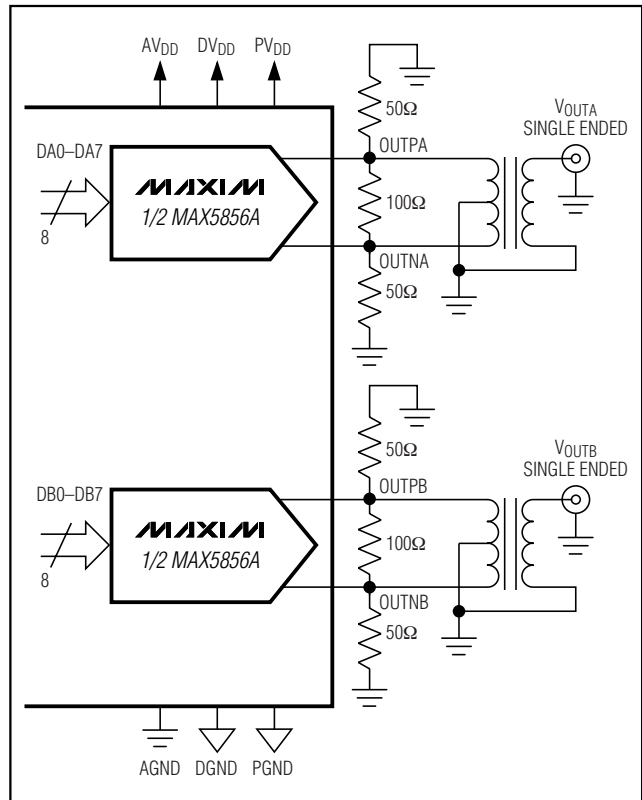 AVDD DVDD PVDD
50Ω
VOUTA
SINGLE ENDED
OUTPA
DA0–DA7
MAXIM
1/2 MAX5856A
100Ω
8
OUTNA
50Ω
50Ω
VOUTB
SINGLE ENDED
OUTPB
DB0–DB7
MAXIM
1/2 MAX5856A
100Ω
8
OUTNB
50Ω
AGND DGND PGND